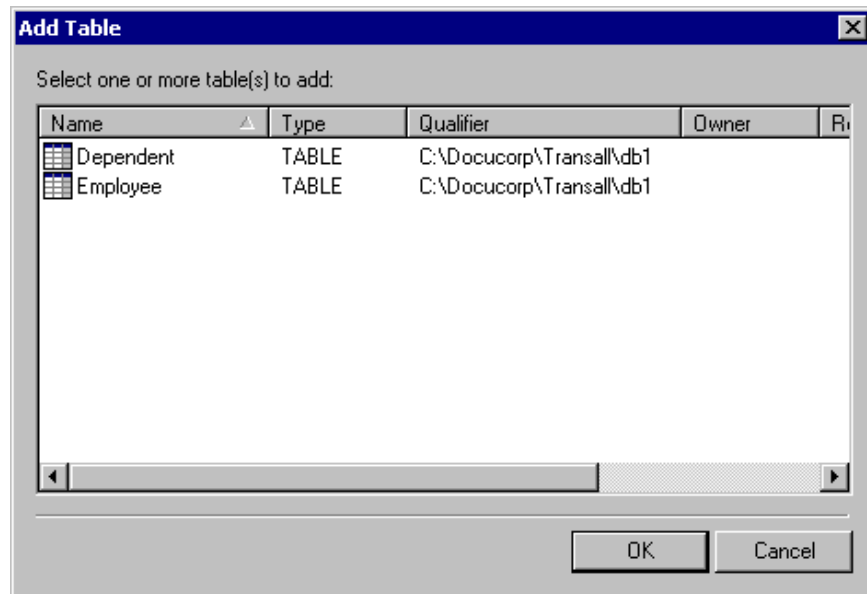 Add Table
Select one or more table(s) to add:
Name Type Qualifier Owner
Dependent TABLE C:\Docucorp\Transall\db1
Employee TABLE C:\Docucorp\Transall\db1
OK Cancel